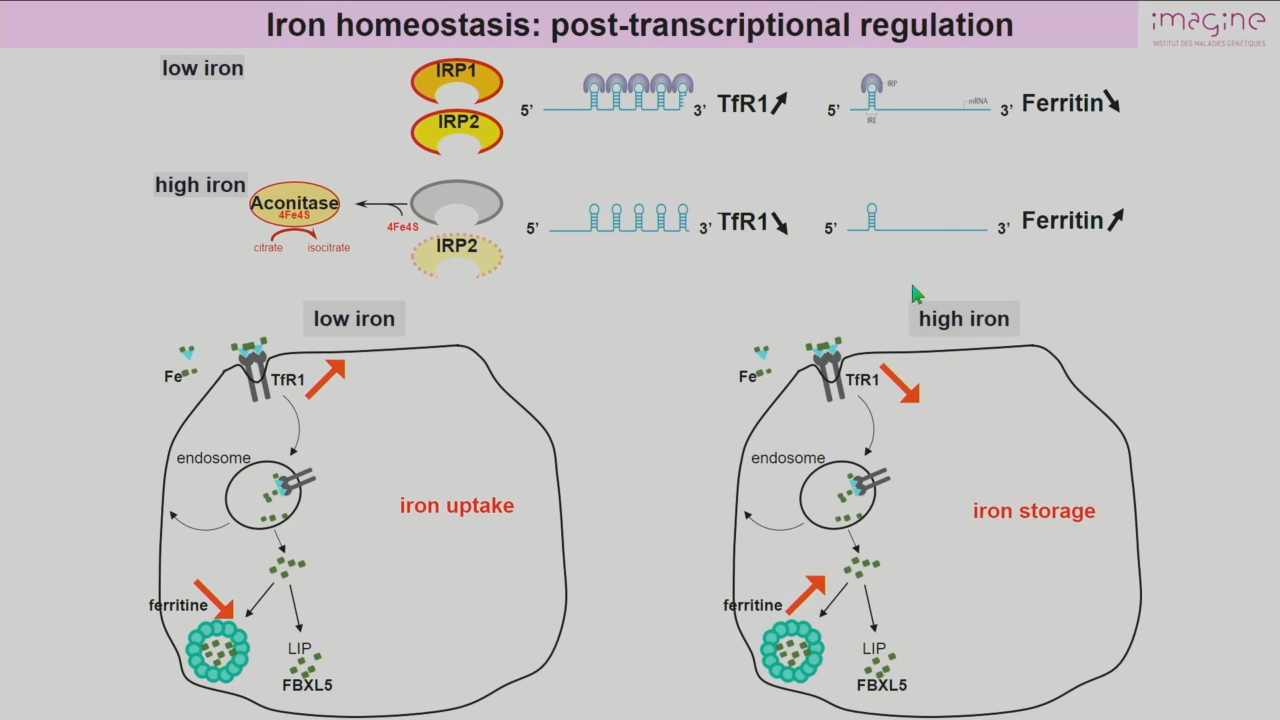 Iron homeostasis: post-transcriptional regulation
imagine
INSTITUT DES MALADIES GÉNÉTIQUES
low iron
IRP1
IRP2
5’
3’
TfR1
5’
IRP
IRE
mRNA
3’
Ferritin
high iron
Aconitase
4Fe4S
citrate
isocitrate
4Fe4S
IRP2
5’
3’
TfR1
5’
3’
Ferritin
low iron
Fe
TfR1
endosome
iron uptake
ferritine
LIP
FBXL5
high iron
Fe
TfR1
endosome
iron storage
ferritine
LIP
FBXL5